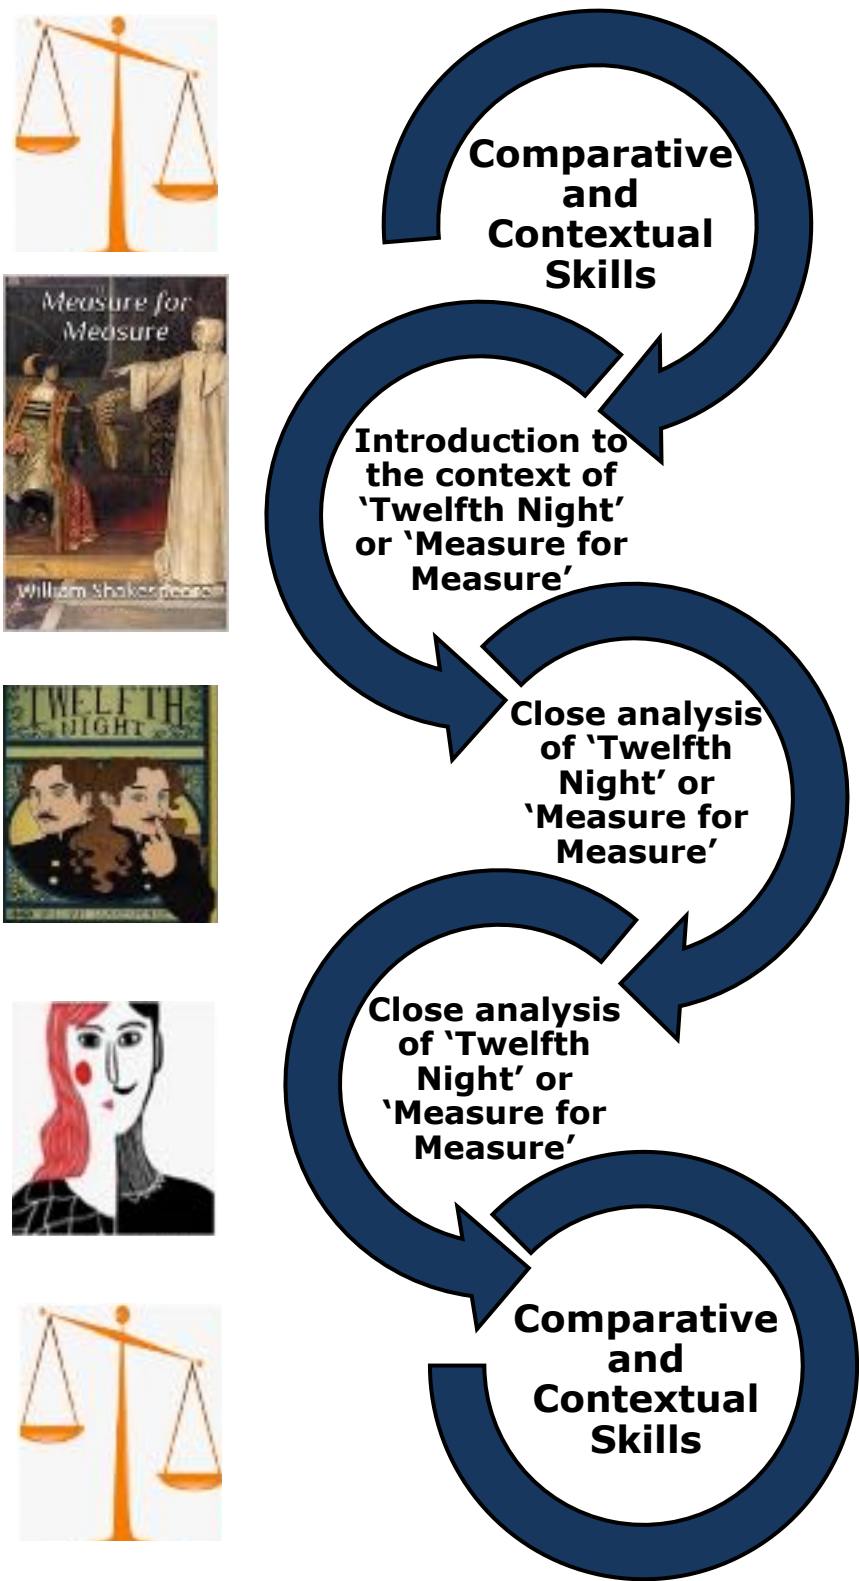 Comparative
and
Contextual
Skills
Measure for
Measure
William Shakespeare
Introduction to
the context of
‘Twelfth Night’
or ‘Measure for
Measure’
TWELFTH
NIGHT
Close analysis
of ‘Twelfth
Night’ or
‘Measure for
Measure’
Close analysis
of ‘Twelfth
Night’ or
‘Measure for
Measure’
Comparative
and
Contextual
Skills